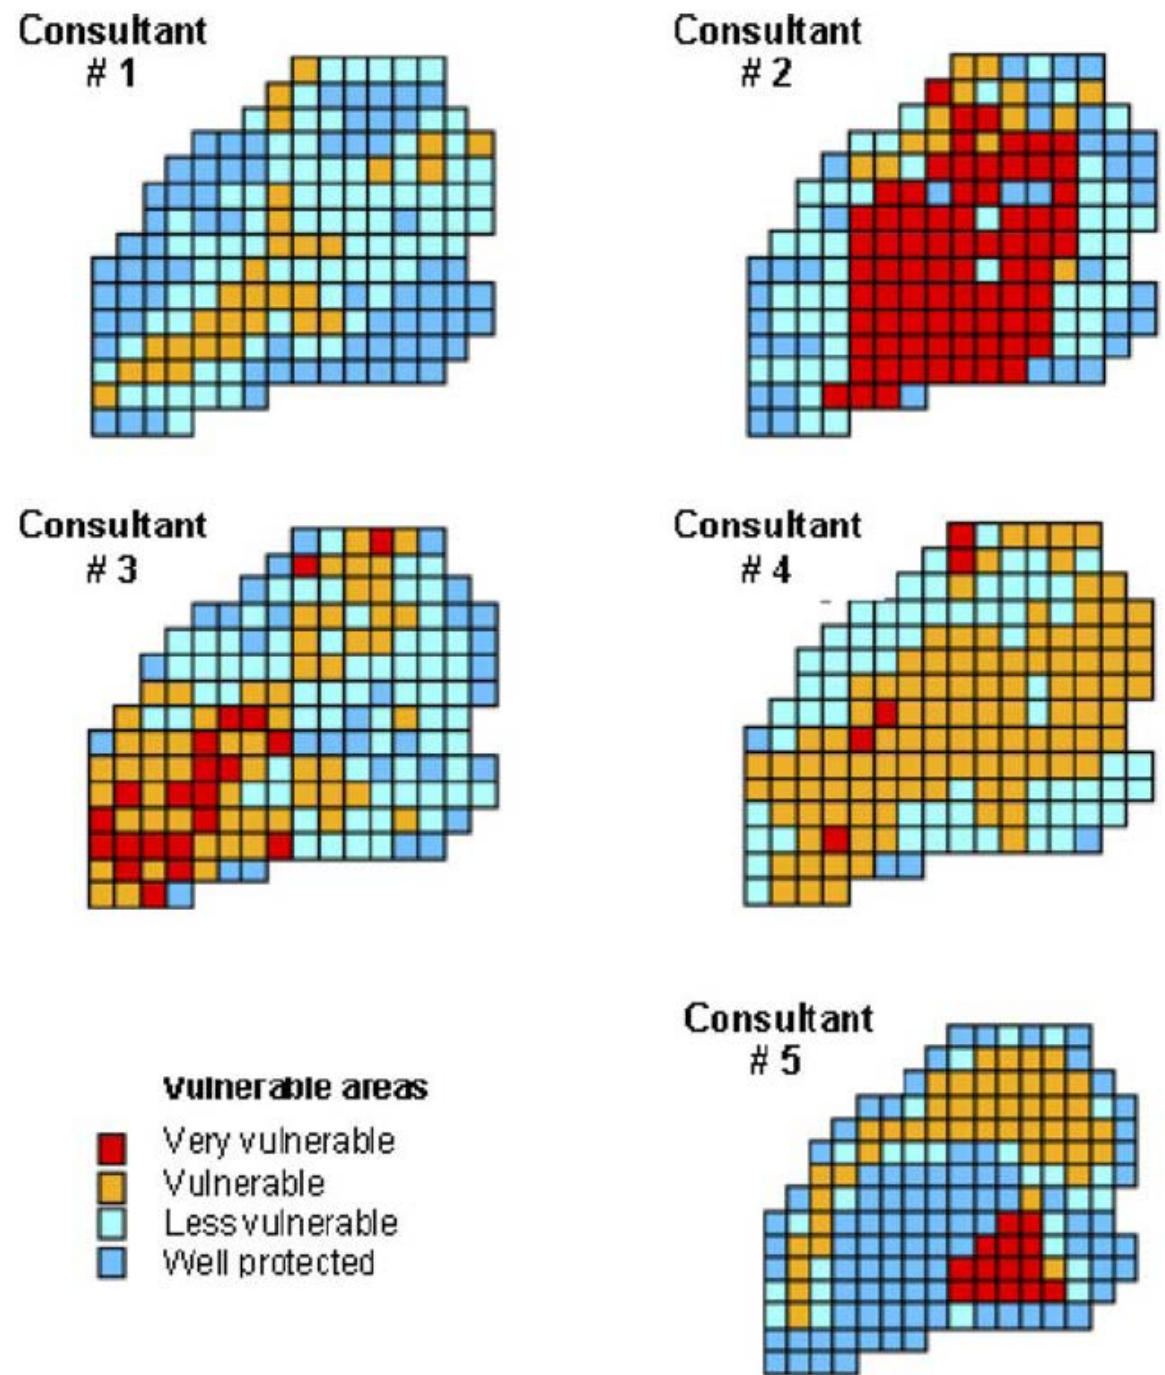 Consultant
# 1
Consultant
# 2
Consultant
# 3
Consultant
# 4
Consultant
# 5
Vulnerable areas
Very vulnerable
Vulnerable
Less vulnerable
Well protected